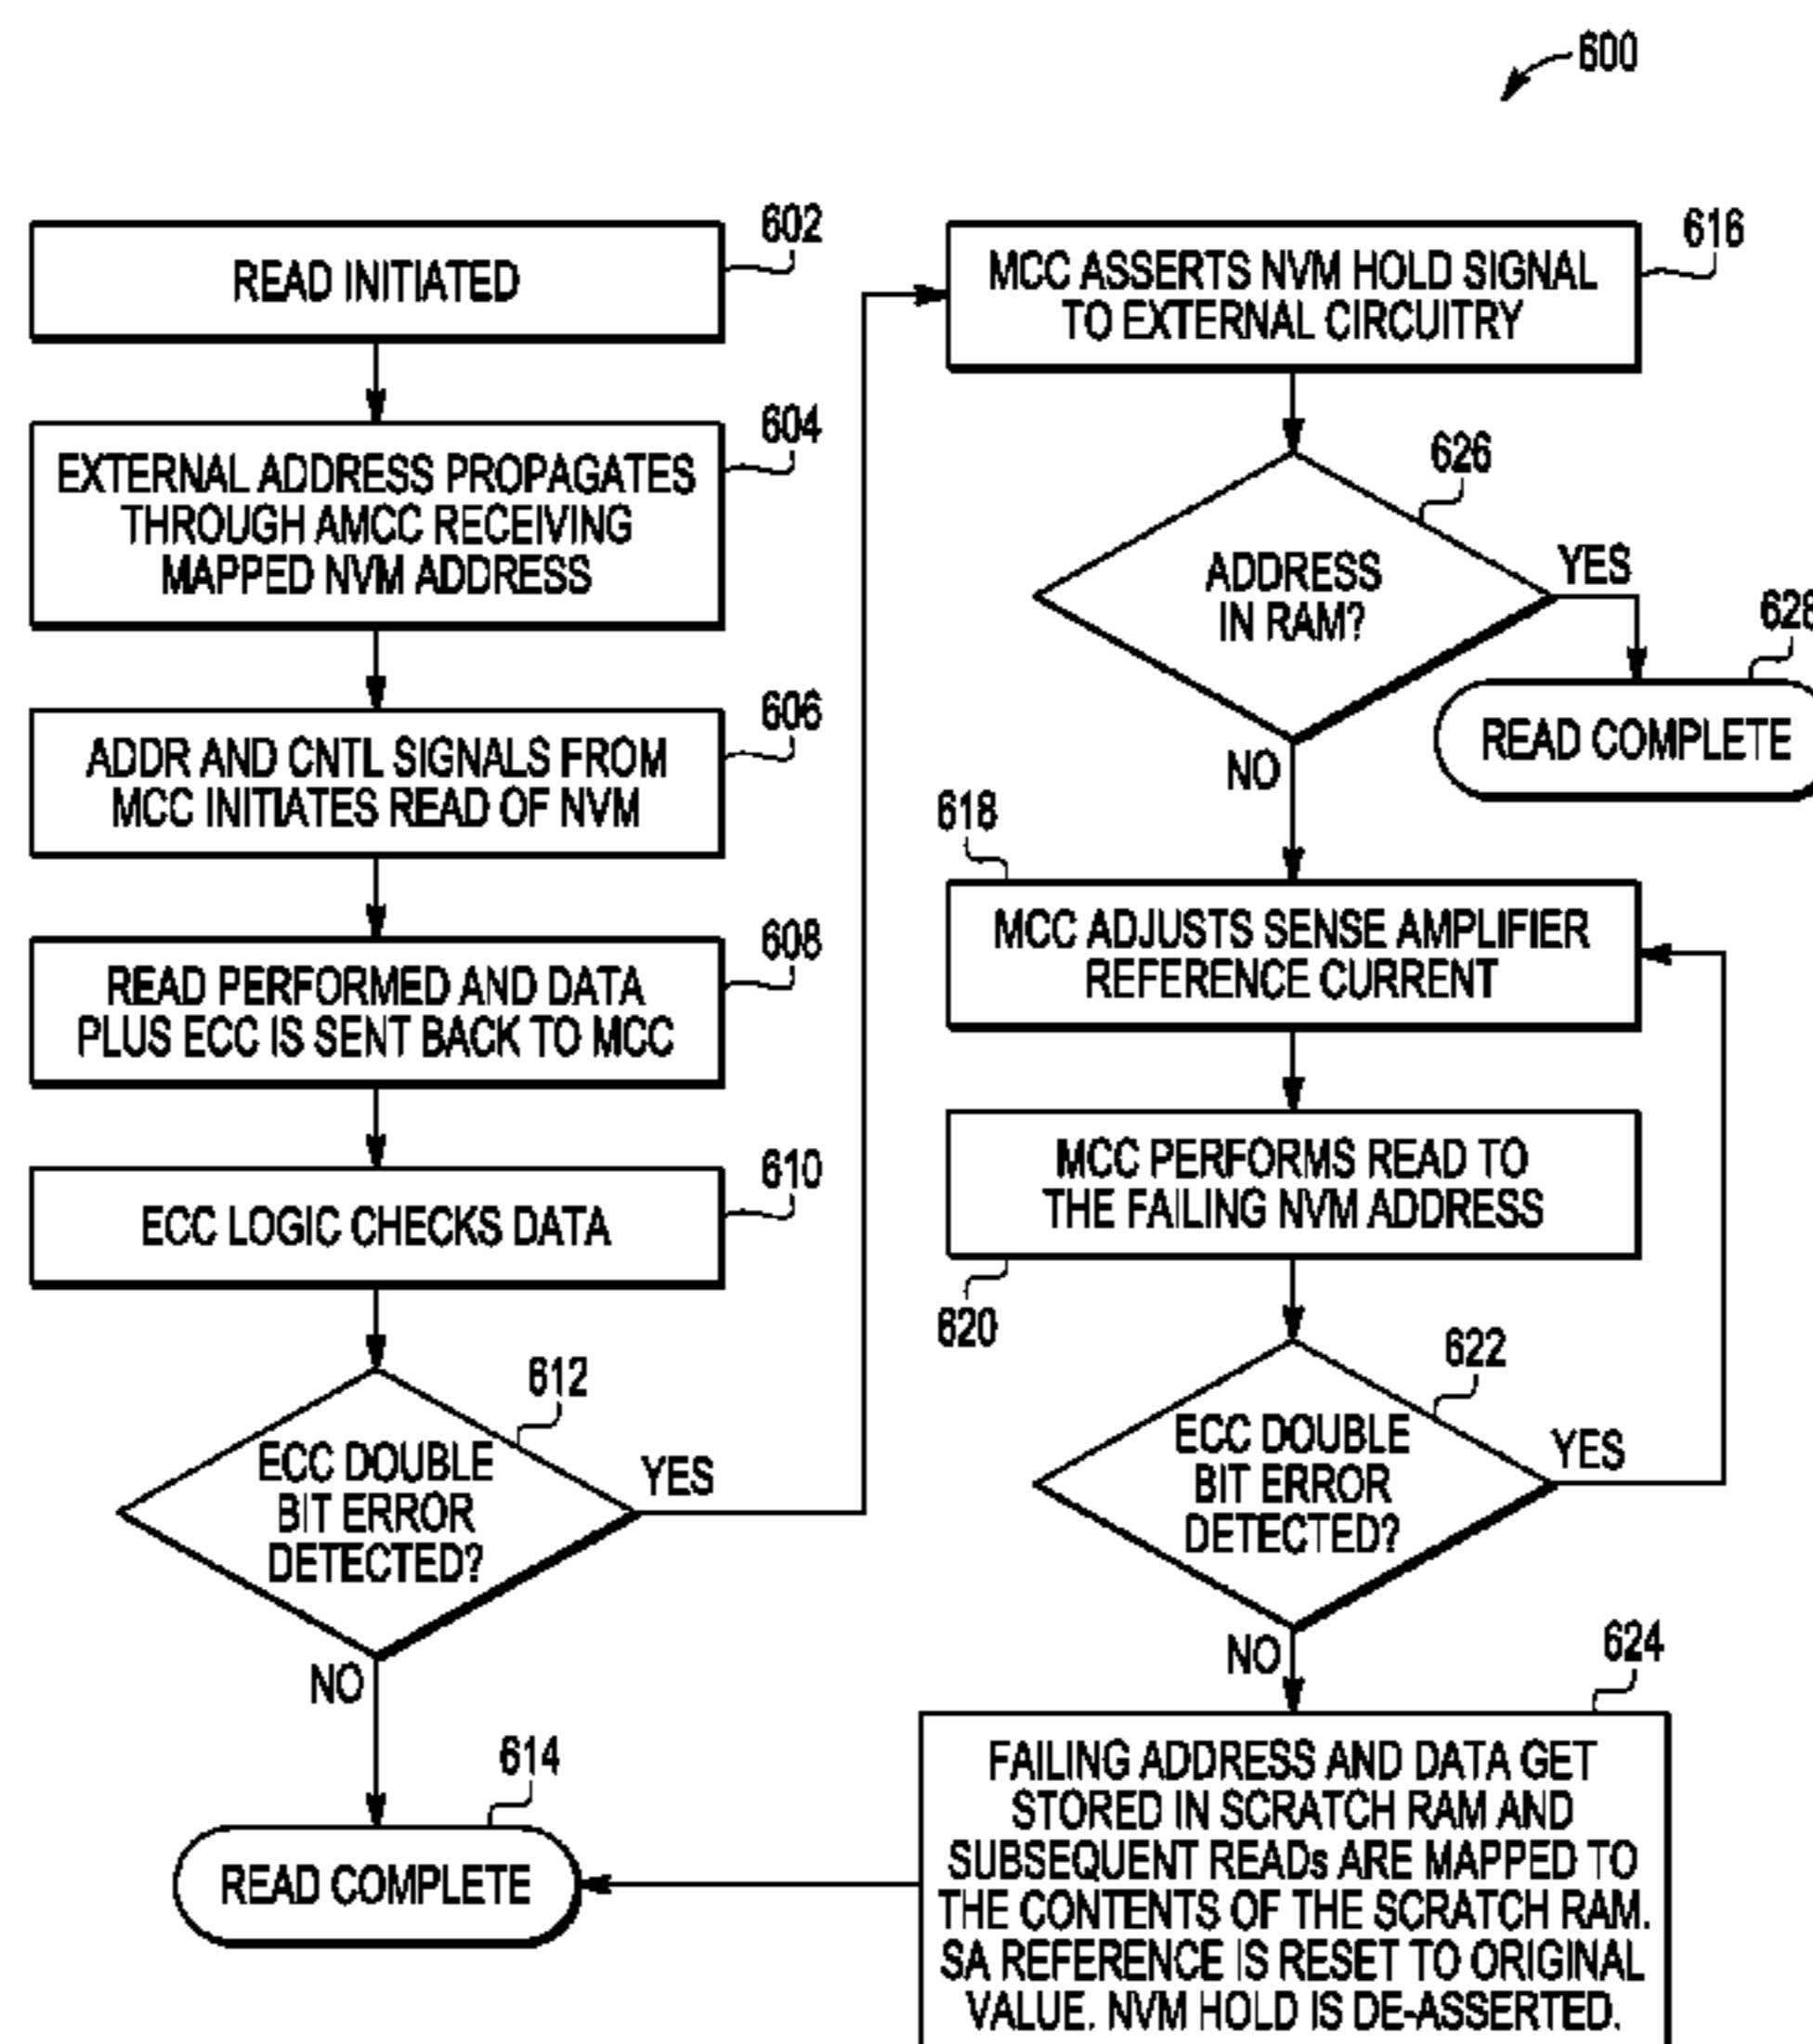 600
602
READ INITIATED
604
EXTERNAL ADDRESS PROPAGATES
THROUGH AMCC RECEIVING
MAPPED NVM ADDRESS
606
ADDR AND CNTL SIGNALS FROM
MCC INITIATES READ OF NVM
608
READ PERFORMED AND DATA
PLUS ECC IS SENT BACK TO MCC
610
ECC LOGIC CHECKS DATA
612
ECC DOUBLE
BIT ERROR
DETECTED?
YES
NO
614
READ COMPLETE
616
MCC ASSERTS NVM HOLD SIGNAL
TO EXTERNAL CIRCUITRY
626
ADDRESS
IN RAM?
YES
628
READ COMPLETE
NO
618
MCC ADJUSTS SENSE AMPLIFIER
REFERENCE CURRENT
MCC PERFORMS READ TO
THE FAILING NVM ADDRESS
620
622
ECC DOUBLE
BIT ERROR
DETECTED?
YES
NO
624
FAILING ADDRESS AND DATA GET
STORED IN SCRATCH RAM AND
SUBSEQUENT READs ARE MAPPED TO
THE CONTENTS OF THE SCRATCH RAM.
SA REFERENCE IS RESET TO ORIGINAL
VALUE. NVM HOLD IS DE-ASSERTED.